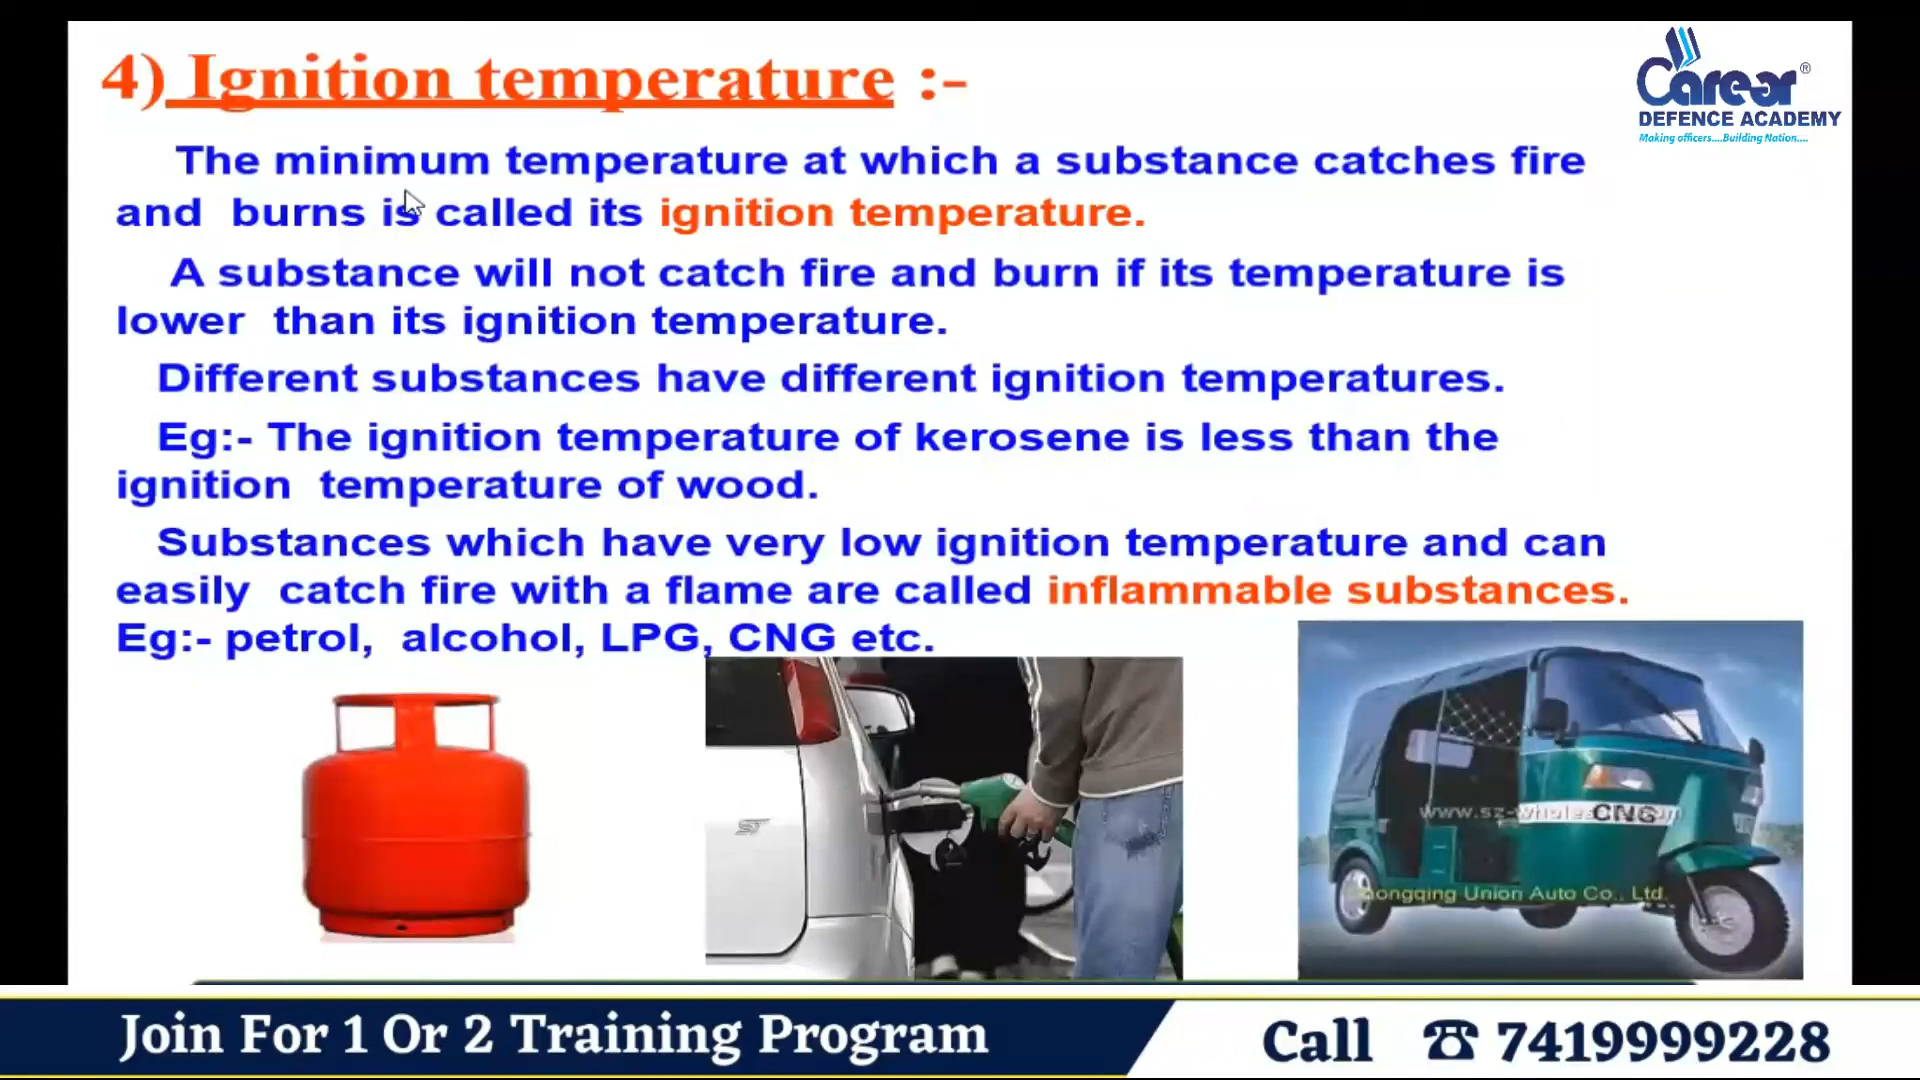 4) Ignition temperature :-
Carear®
DEFENCE ACADEMY
Making officers....Building Nation....
The minimum temperature at which a substance catches fire
and burns is called its ignition temperature.
A substance will not catch fire and burn if its temperature is
lower than its ignition temperature.
Different substances have different ignition temperatures.
Eg:- The ignition temperature of kerosene is less than the
ignition temperature of wood.
Substances which have very low ignition temperature and can
easily catch fire with a flame are called inflammable substances.
Eg:- petrol, alcohol, LPG, CNG etc.
ST
CNG
Union Auto Co., Ltd.
Join For 1 Or 2 Training Program
Call ☎ 7419999228